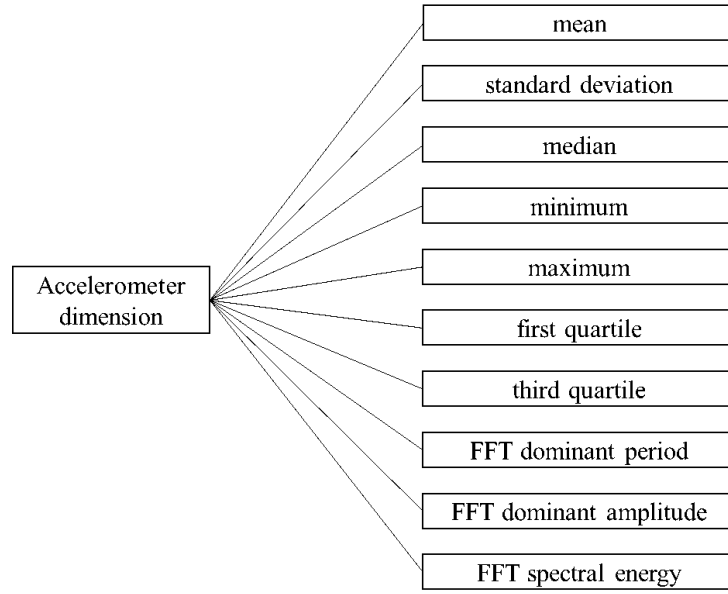 mean
standard deviation
median
minimum
Accelerometer
dimension
maximum
first quartile
third quartile
FFT dominant period
FFT dominant amplitude
FFT spectral energy